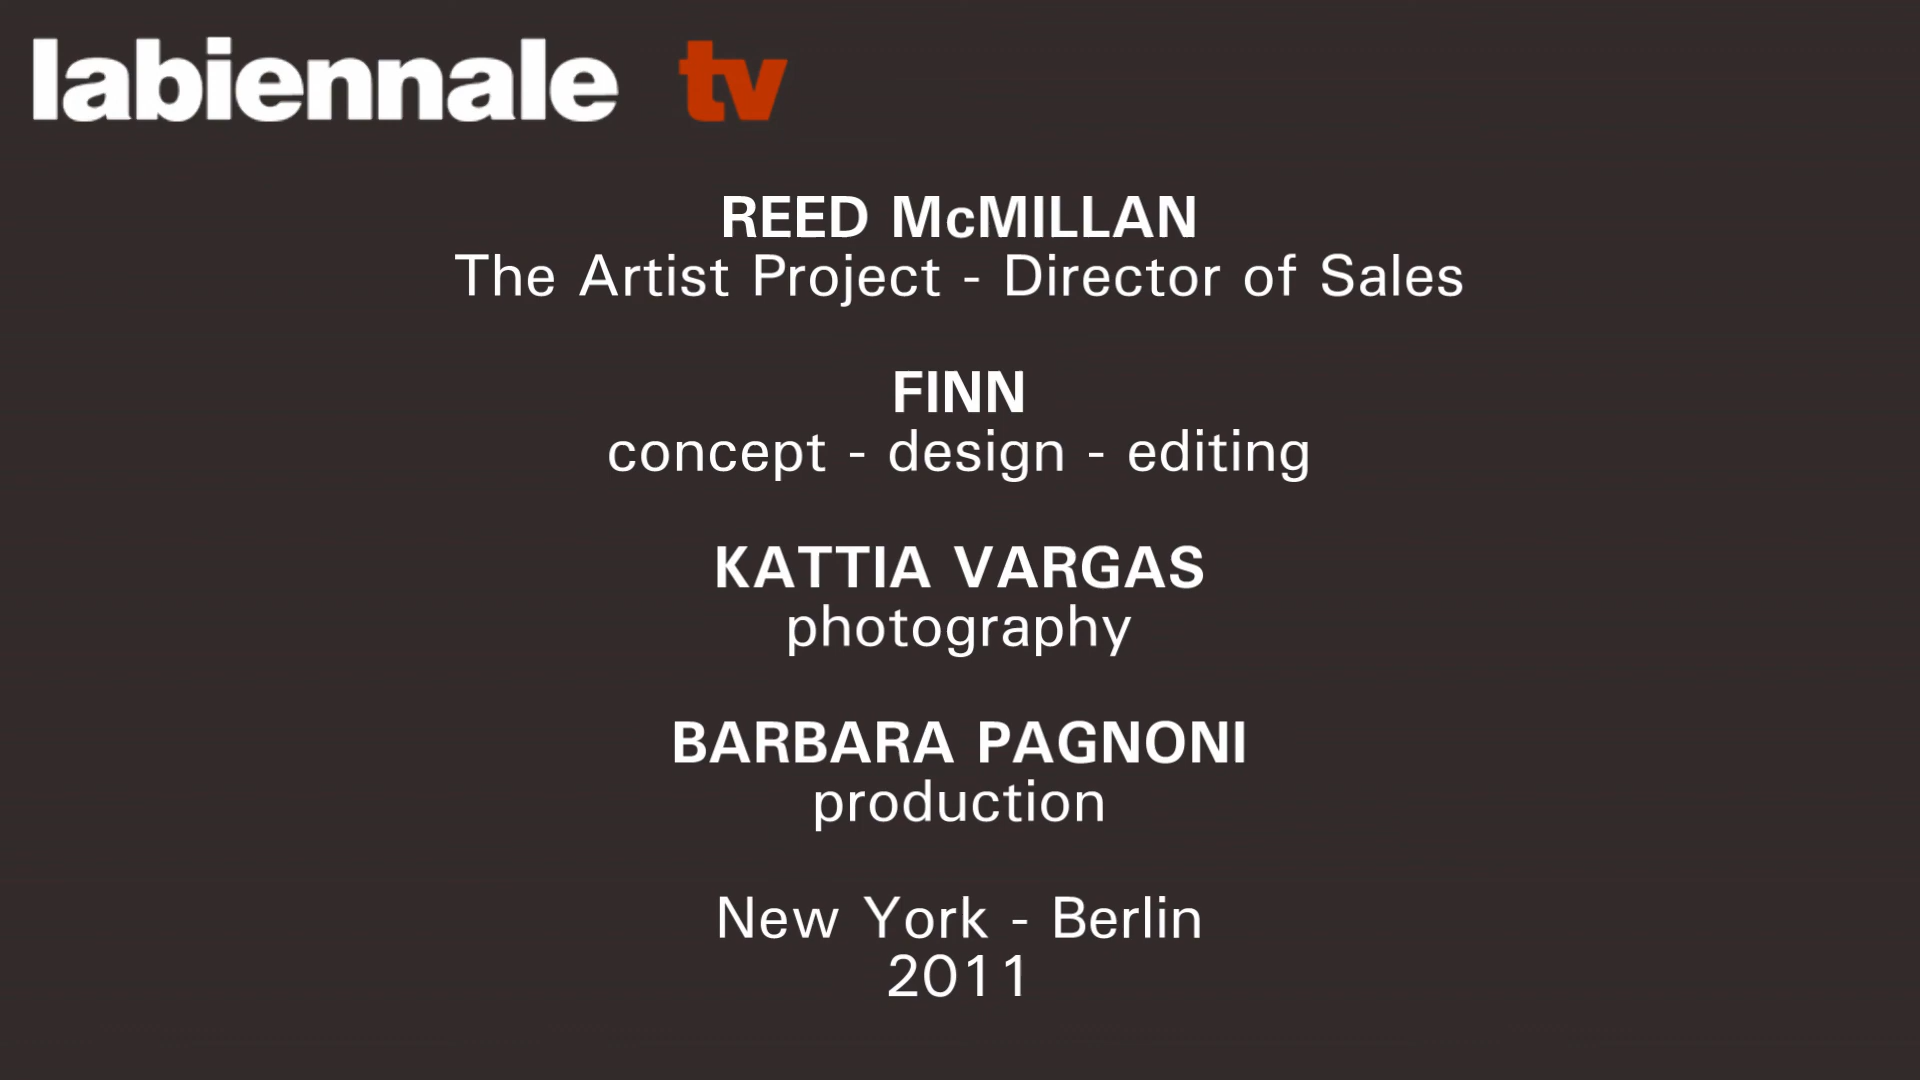 labiennale tv
REED McMILLAN
The Artist Project - Director of Sales
FINN
concept - design - editing
KATTIA VARGAS
photography
BARBARA PAGNONI
production
New York - Berlin
2011